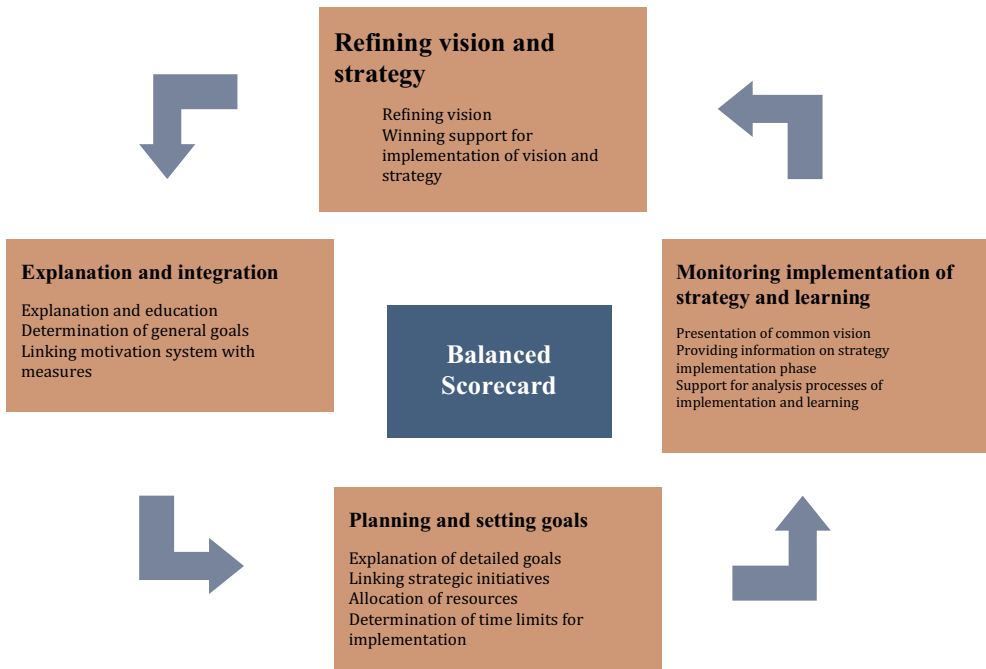 Refining vision and
strategy
Refining vision
Winning support for
implementation of vision and
strategy
Explanation and integration
Explanation and education
Determination of general goals
Linking motivation system with
measures
Balanced
Scorecard
Monitoring implementation of
strategy and learning
Presentation of common vision
Providing information on strategy
implementation phase
Support for analysis processes of
implementation and learning
Planning and setting goals
Explanation of detailed goals
Linking strategic initiatives
Allocation of resources
Determination of time limits for
implementation